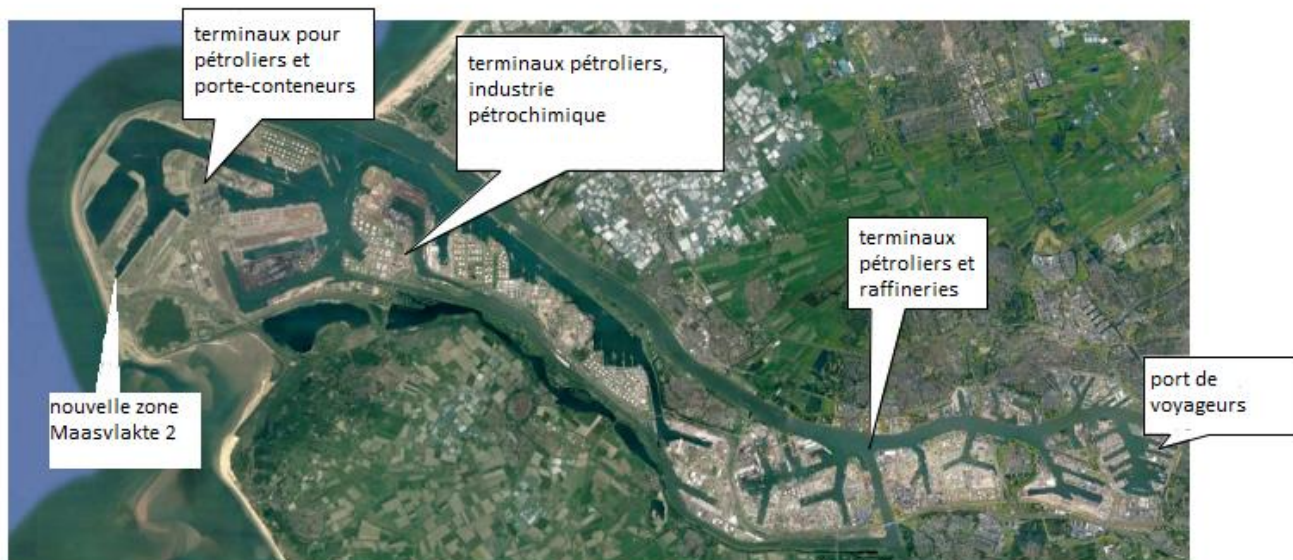 terminaux pour
pétroliers et
porte-conteneurs
terminaux pétroliers,
industrie
pétrochimique
terminaux
pétroliers et
raffineries
port de
voyageurs
nouvelle zone
Maasvlakte 2